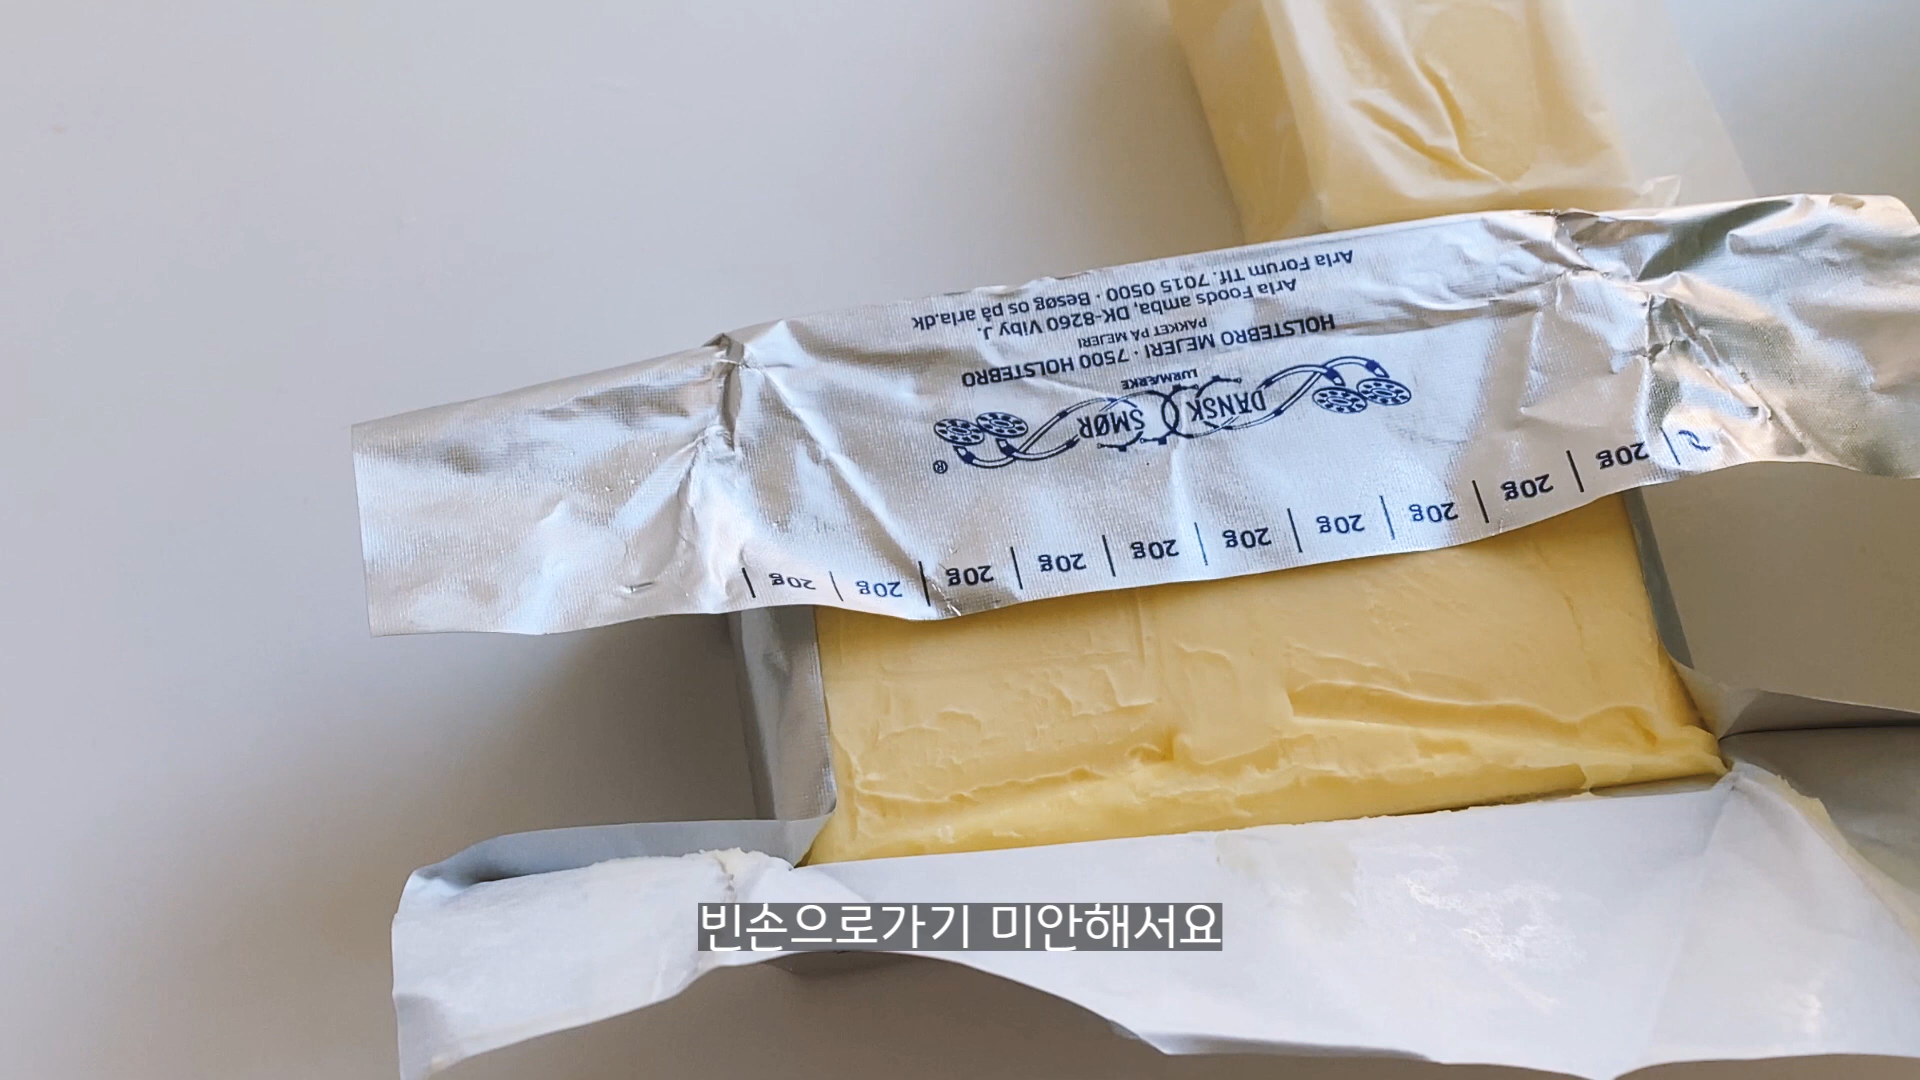 Arla Forum Tlf. 7015 0500 · Besøg os på arla.dk
Arla Foods amba, DK-8260 Viby J.
PAKKET PÅ MEJERI
HOLSTEBRO MEJERI · 7500 HOLSTEBRO
LURMÆRKE
DANSK
SMØR
®
20g | 20g | 20g | 20g | 20g | 20g | 20g | 20g | 20g | 20g
빈손으로가기 미안해서요